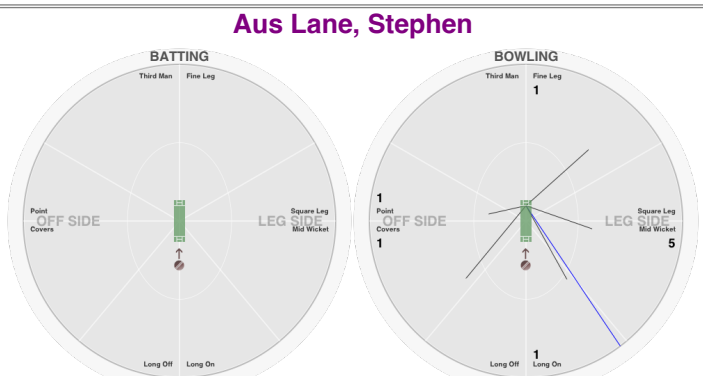 Aus Lane, Stephen
BATTING
Third Man Fine Leg
Point
OFF SIDE
Covers
Square Leg
LEG SIDE
Mid Wicket
Long Off Long On
BOWLING
Third Man Fine Leg
1
1
Point
OFF SIDE
Covers
1
Square Leg
LEG SIDE
Mid Wicket
5
1
Long Off Long On